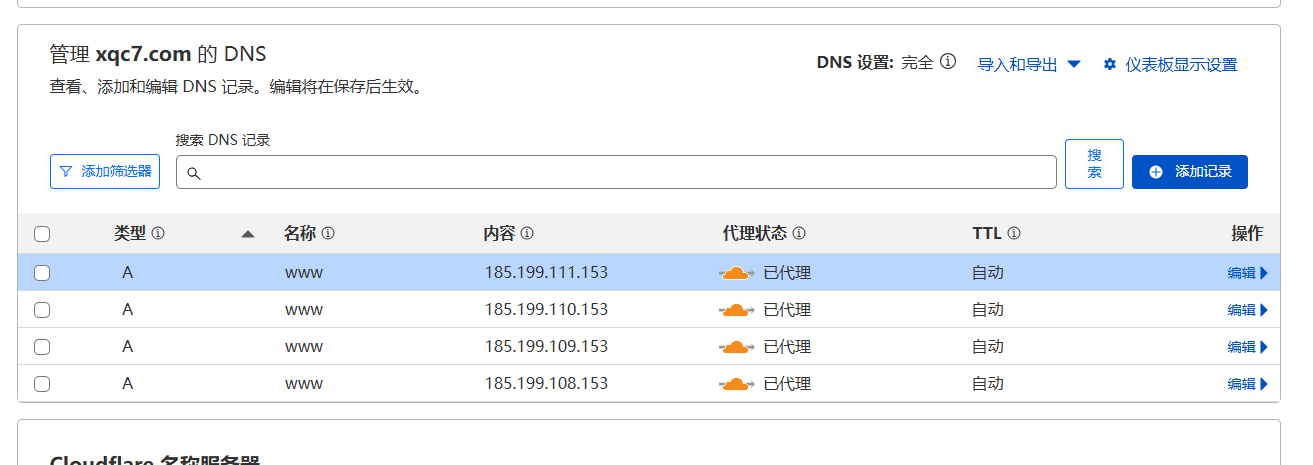 管理 xqc7.com 的 DNS
DNS 设置: 完全 导入和导出 仪表板显示设置
查看、添加和编辑 DNS 记录。编辑将在保存后生效。
搜索 DNS 记录
添加筛选器 搜索 添加记录
类型 名称 内容 代理状态 TTL 操作
A www 185.199.111.153 已代理 自动 编辑
A www 185.199.110.153 已代理 自动 编辑
A www 185.199.109.153 已代理 自动 编辑
A www 185.199.108.153 已代理 自动 编辑
Cloudflare 名称服务器